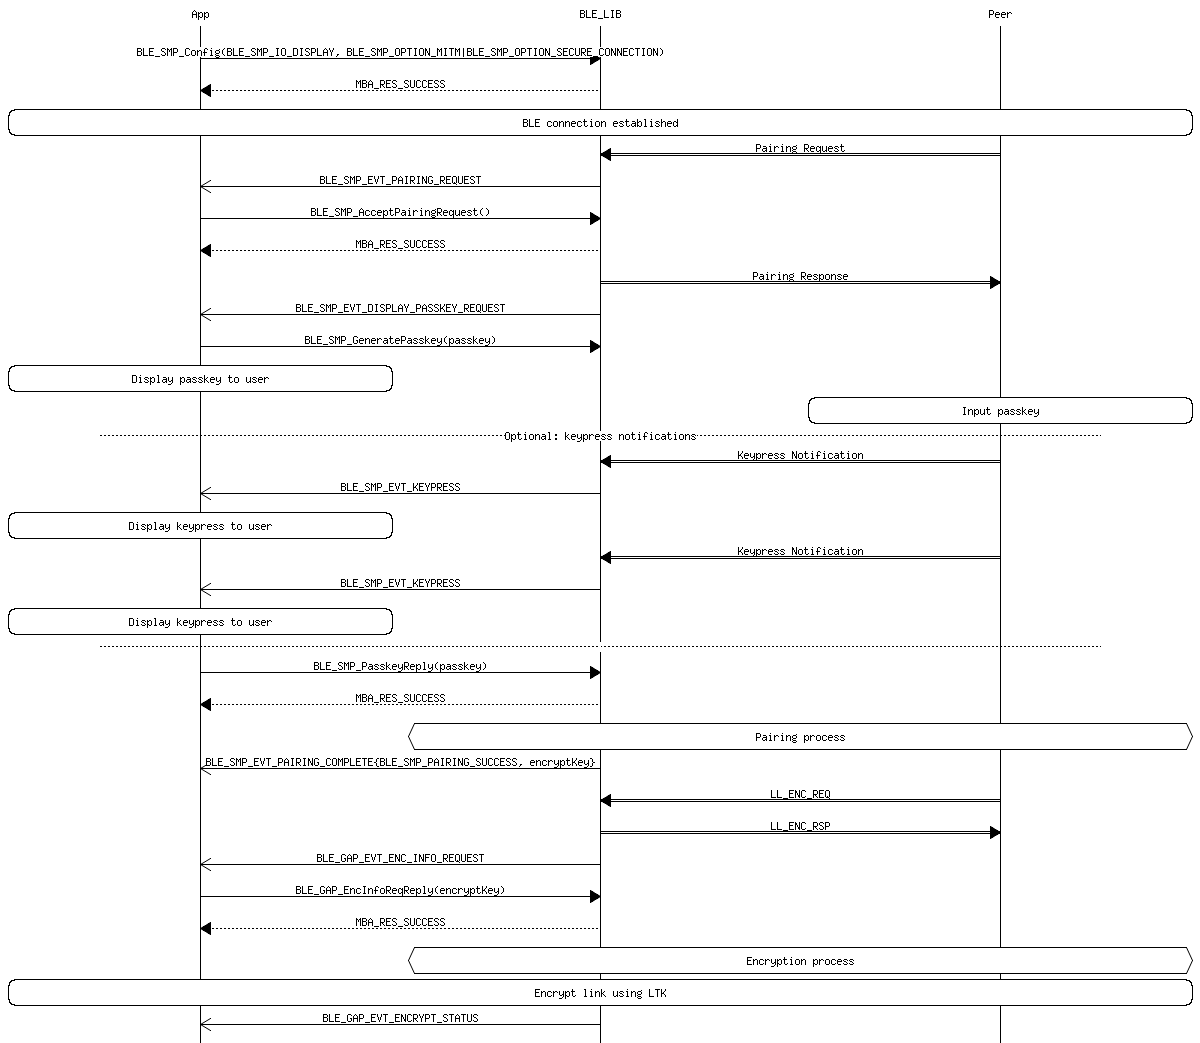 App
BLE_LIB
Peer
BLE_SMP_Config(BLE_SMP_IO_DISPLAY, BLE_SMP_OPTION_MITM|BLE_SMP_OPTION_SECURE_CONNECTION)
MBA_RES_SUCCESS
BLE connection established
Pairing Request
BLE_SMP_EVT_PAIRING_REQUEST
BLE_SMP_AcceptPairingRequest()
MBA_RES_SUCCESS
Pairing Response
BLE_SMP_EVT_DISPLAY_PASSKEY_REQUEST
BLE_SMP_GeneratePasskey(passkey)
Display passkey to user
Input passkey
Optional: keypress notifications
Keypress Notification
BLE_SMP_EVT_KEYPRESS
Display keypress to user
Keypress Notification
BLE_SMP_EVT_KEYPRESS
Display keypress to user
BLE_SMP_PasskeyReply(passkey)
MBA_RES_SUCCESS
Pairing process
BLE_SMP_EVT_PAIRING_COMPLETE{BLE_SMP_PAIRING_SUCCESS, encryptKey}
LL_ENC_REQ
LL_ENC_RSP
BLE_GAP_EVT_ENC_INFO_REQUEST
BLE_GAP_EncInfoReqReply(encryptKey)
MBA_RES_SUCCESS
Encryption process
Encrypt link using LTK
BLE_GAP_EVT_ENCRYPT_STATUS